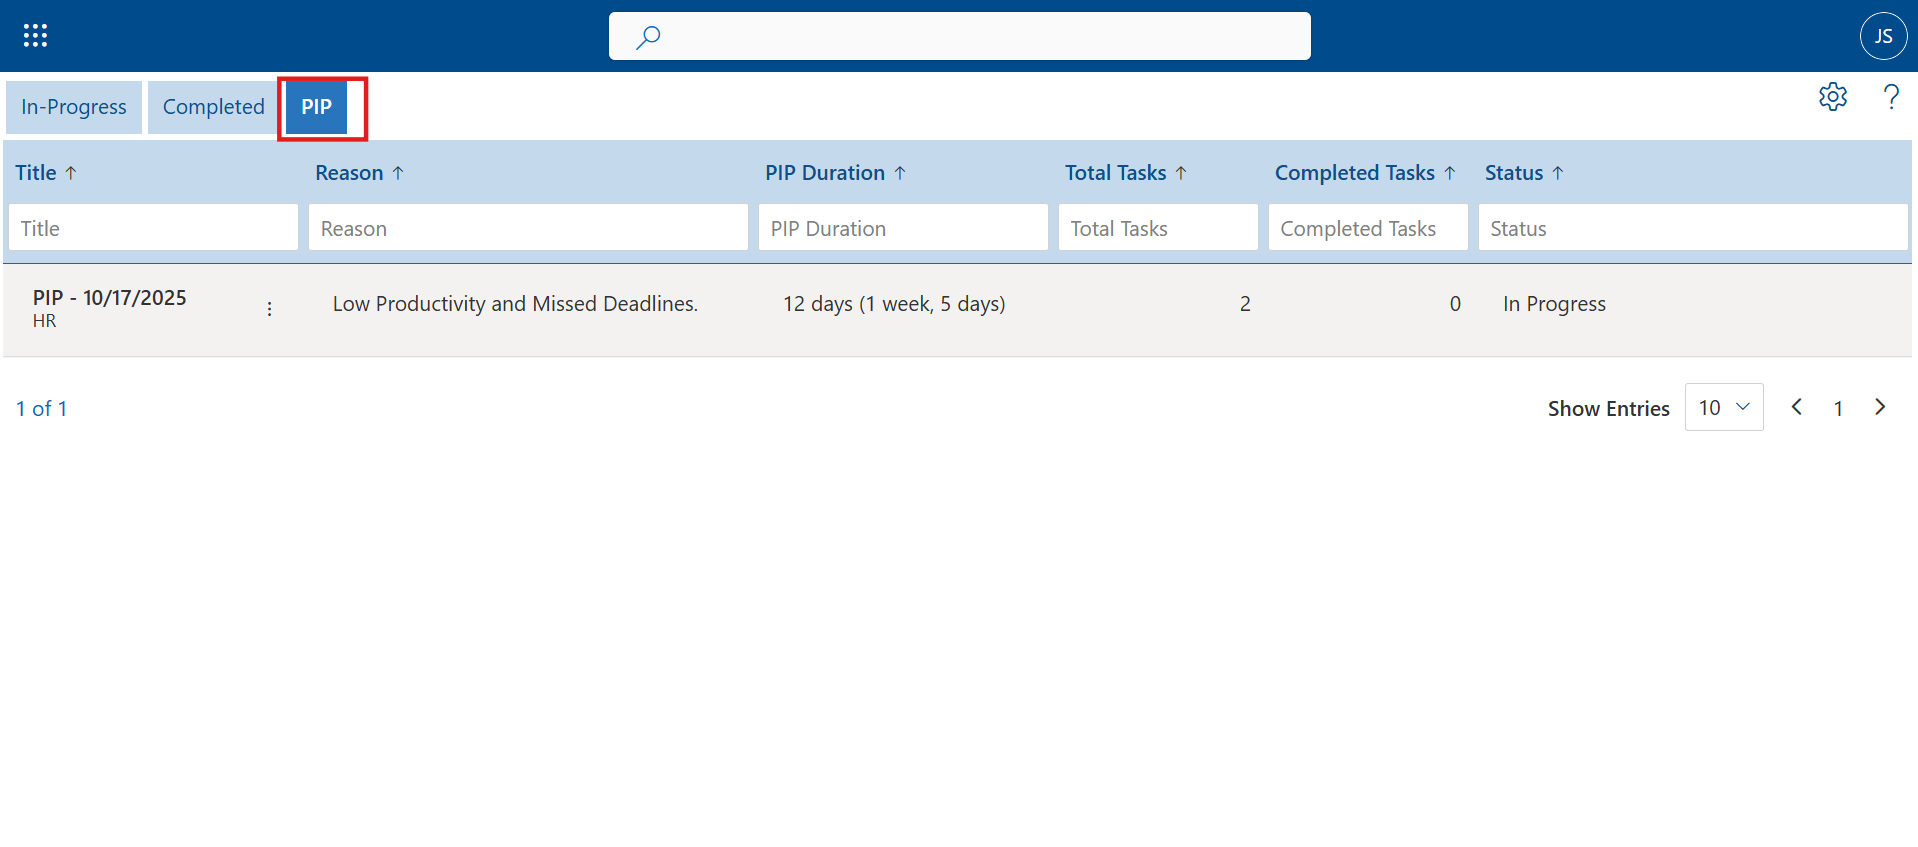 JS
In-Progress Completed PIP ?
Title ↑ Reason ↑ PIP Duration ↑ Total Tasks ↑ Completed Tasks ↑ Status ↑
Title Reason PIP Duration Total Tasks Completed Tasks Status
PIP - 10/17/2025 Low Productivity and Missed Deadlines. 12 days (1 week, 5 days) 2 0 In Progress
HR
1 of 1 Show Entries 10 1